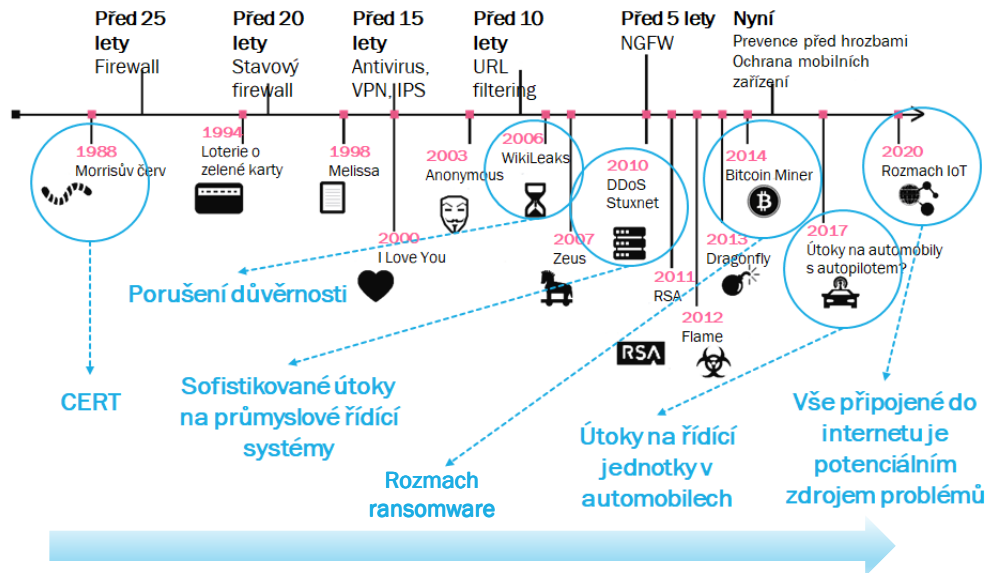 Před 25
lety
Firewall
Před 20
lety
Stavový
firewall
Před 15
lety
Antivirus,
VPN, IPS
Před 10
lety
URL
filtering
Před 5 lety
NGFW
Nyní
Prevence před hrozbami
Ochrana mobilních
zařízení
1988
Morrisův červ
1994
Loterie o
zelené karty
1998
Melissa
2000
I Love You
2003
Anonymous
2006
WikiLeaks
2007
Zeus
2010
DDoS
Stuxnet
2011
RSA
RSA
2012
Flame
2013
Dragonfly
2014
Bitcoin Miner
2017
Útoky na automobily
s autopilotem?
2020
Rozmach IoT
CERT
Porušení důvěrnosti
Sofistikované útoky
na průmyslové řídící
systémy
Rozmach
ransomware
Útoky na řídící
jednotky v
automobilech
Vše připojené do
internetu je
potenciálním
zdrojem problémů